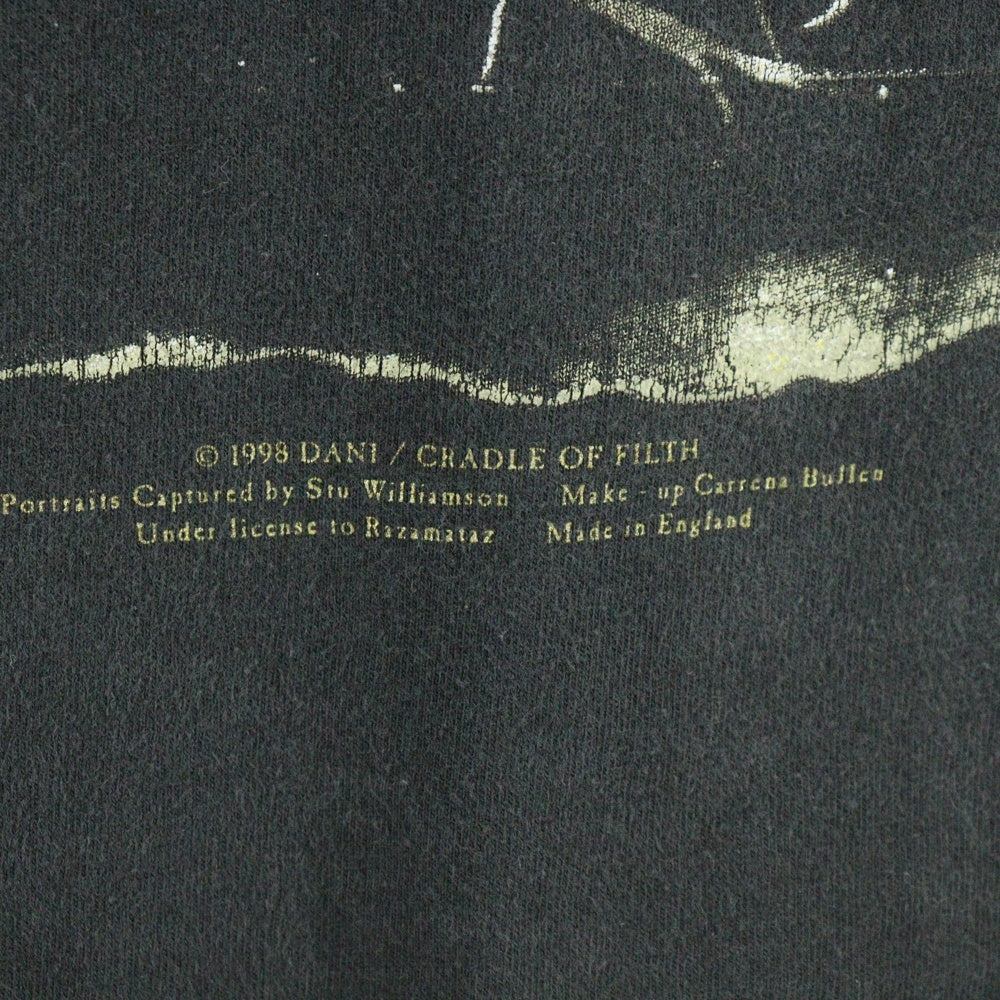 © 1998 DANI / CRADLE OF FILTH
Portraits Captured by Stu Williamson Make - up Carrena Bullen
Under license to Razamataz Made in England